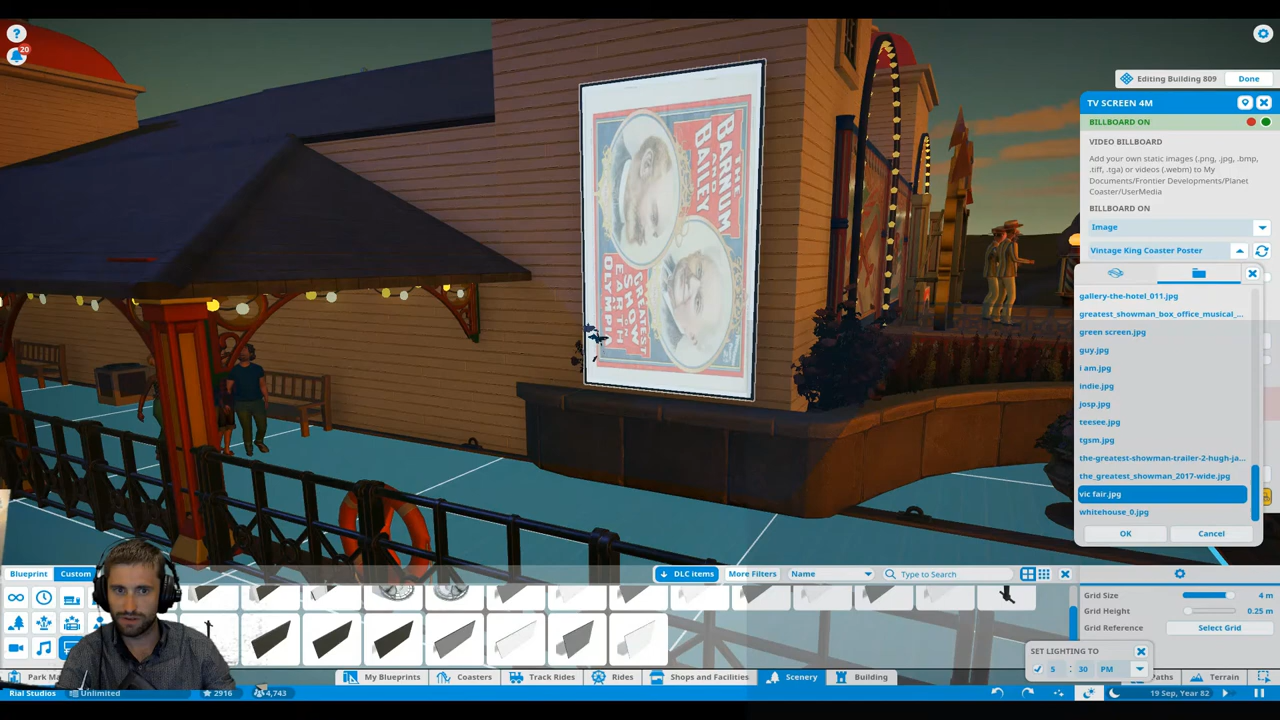 ?
20
Editing Building 809
Done
TV SCREEN 4M
BILLBOARD ON
VIDEO BILLBOARD
Add your own static images (.png, .jpg, .bmp,
.tiff, .tga) or videos (.webm) to My
Documents/Frontier Developments/Planet
Coaster/UserMedia
BILLBOARD ON
Image
Vintage King Coaster Poster
gallery-the-hotel_011.jpg
greatest_showman_box_office_musical_...
green screen.jpg
guy.jpg
i am.jpg
indie.jpg
josp.jpg
teesee.jpg
tgsm.jpg
the-greatest-showman-trailer-2-hugh-ja...
the_greatest_showman_2017-wide.jpg
vic fair.jpg
whitehouse_0.jpg
OK
Cancel
THE
BARNUM
AND
BAILEY
GREATEST
SHOW
ON
EARTH
OLYMPIA
Blueprint
Custom
DLC items
More Filters
Name
Type to Search
Grid Size
4 m
Grid Height
0.25 m
Grid Reference
Select Grid
SET LIGHTING TO
5 : 30 PM
Park Ma
My Blueprints
Coasters
Track Rides
Rides
Shops and Facilities
Scenery
Building
Paths
Terrain
Rial Studios
Unlimited
2916
4,743
19 Sep, Year 82